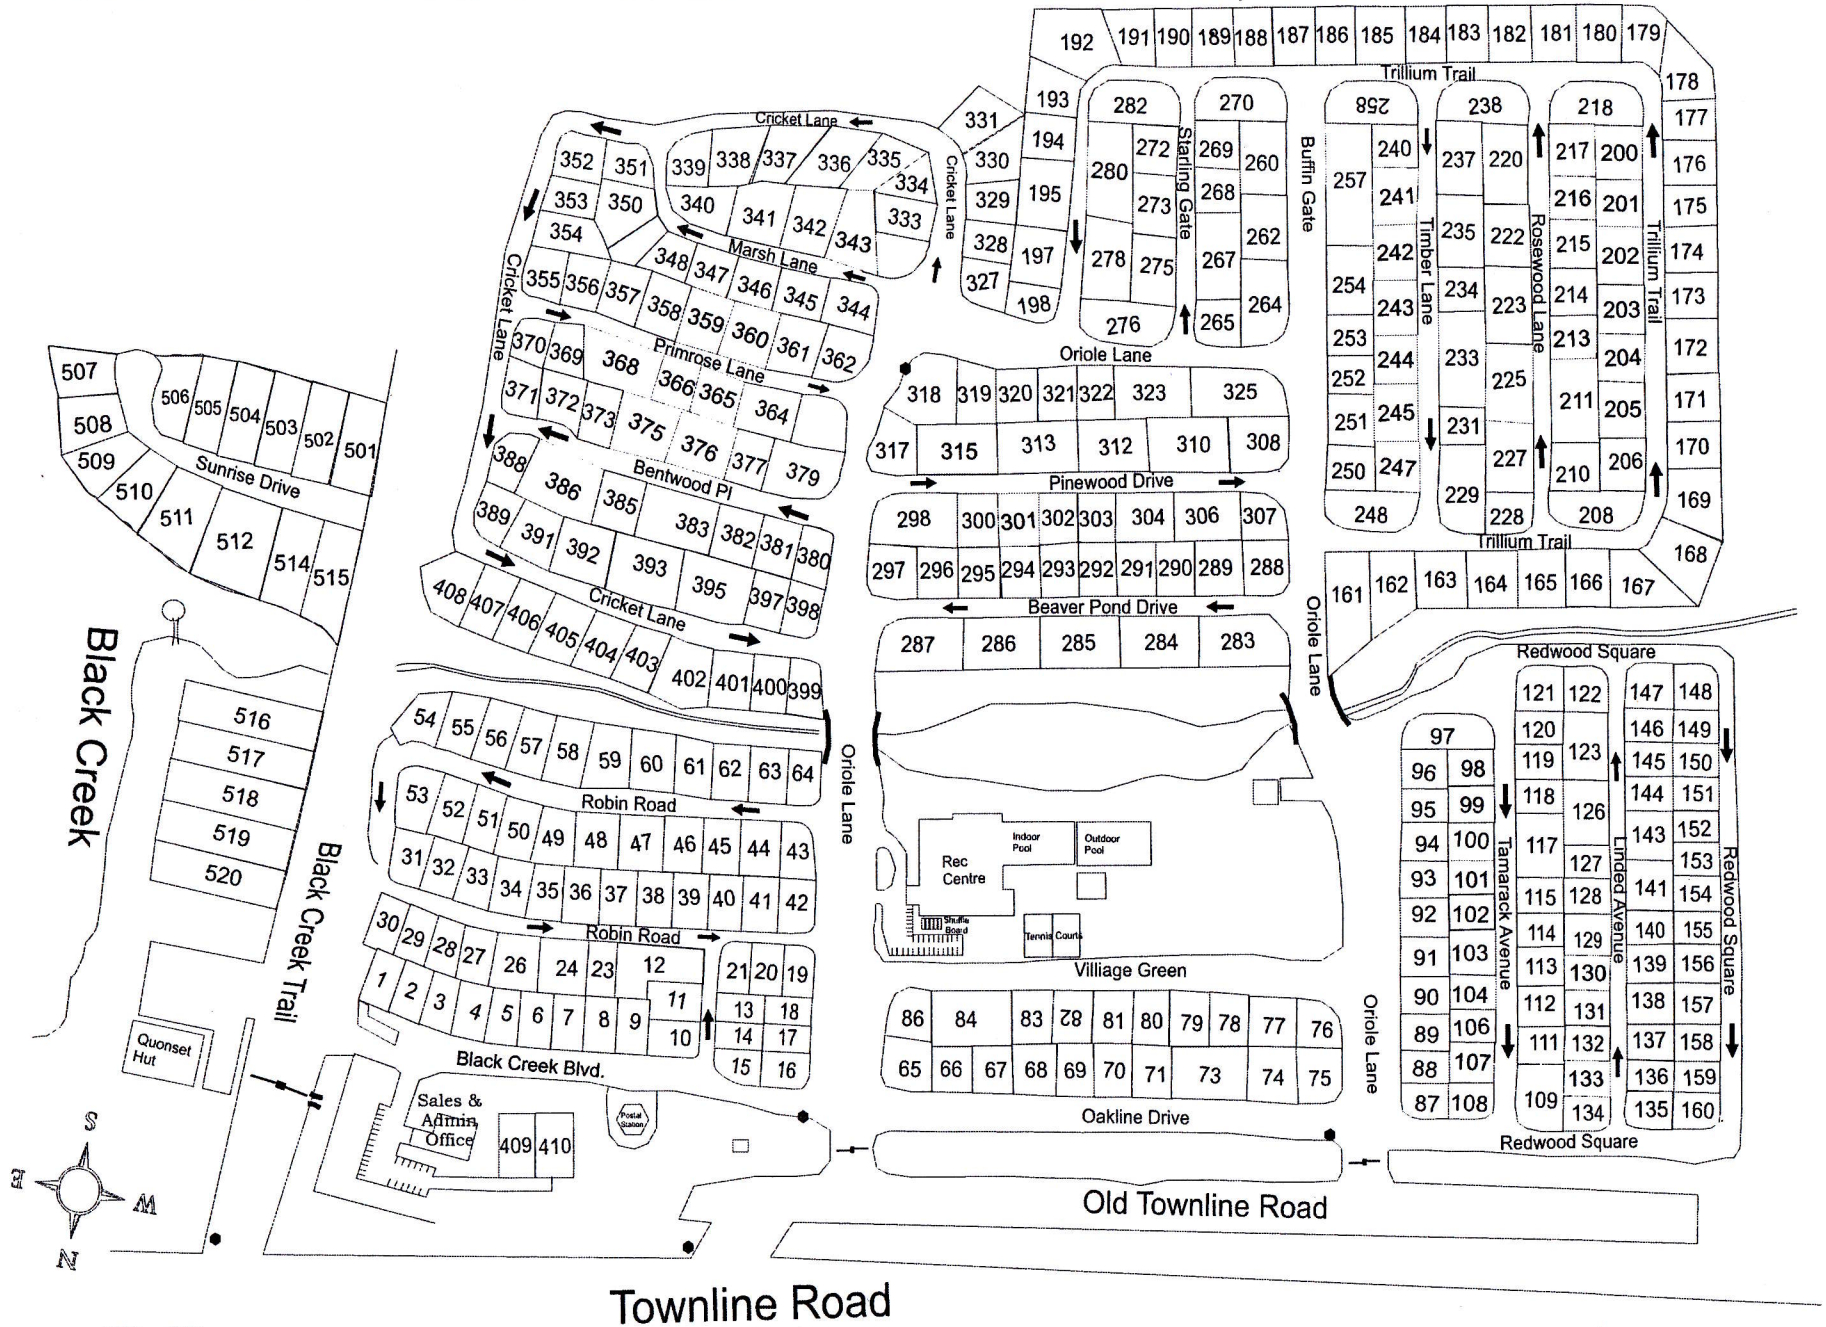 192 191 190 189 188 187 186 185 184 183 182 181 180 179
Trillium Trail
178
177
176
175
174
173
172
171
170
169
168
193
194
195
197
198
331
330
329
328
327
282
280 272
273
278 275
276
Starling Gate
270
269 260
268
262
267
264
265
Buffin Gate
258
257 240
241
242
254 243
253
244
252
251 245
250 247
248
Timber Lane
238
237 220
235 222
234 223
233
225
231
227
229
228
Rosewood Lane
218
217 200
216 201
215 202
214 203
213 204
211 205
210 206
208
Trillium Trail
Trillium Trail
161 162 163 164 165 166 167
Cricket Lane
352 351
353 350
354
339 338 337 336 335
334
333
340 341 342 343
Cricket Lane
Marsh Lane
348 347 346 345 344
Cricket Lane
355 356 357 358 359 360 361 362
Primrose Lane
370 369 368 366 365 364
371 372 373 375 376 377 379
Bentwood Pl
388 386 385 383 382 381 380
389 391 392 393 395 397 398
Cricket Lane
408 407 406 405 404 403 402 401 400 399
Oriole Lane
318 319 320 321 322 323 325
317 315 313 312 310 308
Pinewood Drive
298 300 301 302 303 304 306 307
297 296 295 294 293 292 291 290 289 288
Beaver Pond Drive
287 286 285 284 283
Oriole Lane
507
508
509
510
511
512
514
515
506 505 504 503 502 501
Sunrise Drive
Black Creek
516
517
518
519
520
Black Creek Trail
54 55 56 57 58 59 60 61 62 63 64
Robin Road
53 52 51 50 49 48 47 46 45 44 43
31 32 33 34 35 36 37 38 39 40 41 42
Robin Road
30 29 28 27 26 24 23 12
11
1 2 3 4 5 6 7 8 9 10
21 20 19
13 18
14 17
15 16
Black Creek Blvd.
Oriole Lane
Indoor
Pool
Outdoor
Pool
Rec
Centre
Shuffle
Board
Tennis Courts
Villiage Green
86 84 83 82 81 80 79 78 77 76
65 66 67 68 69 70 71 73 74 75
Oakline Drive
Oriole Lane
Redwood Square
97
96 98
95 99
94 100
93 101
92 102
91 103
90 104
89 106
88 107
87 108
Tamarack Avenue
121 122
120
123
119
118
126
117
127
115 128
114 129
113 130
112 131
111 132
133
109
134
Linded Avenue
147 148
146 149
145 150
144 151
143 152
153
141 154
140 155
139 156
138 157
137 158
136 159
135 160
Redwood Square
Redwood Square
Quonset
Hut
Sales &
Admin
Office
409 410
Postal
Station
S
E
W
N
Old Townline Road
Townline Road